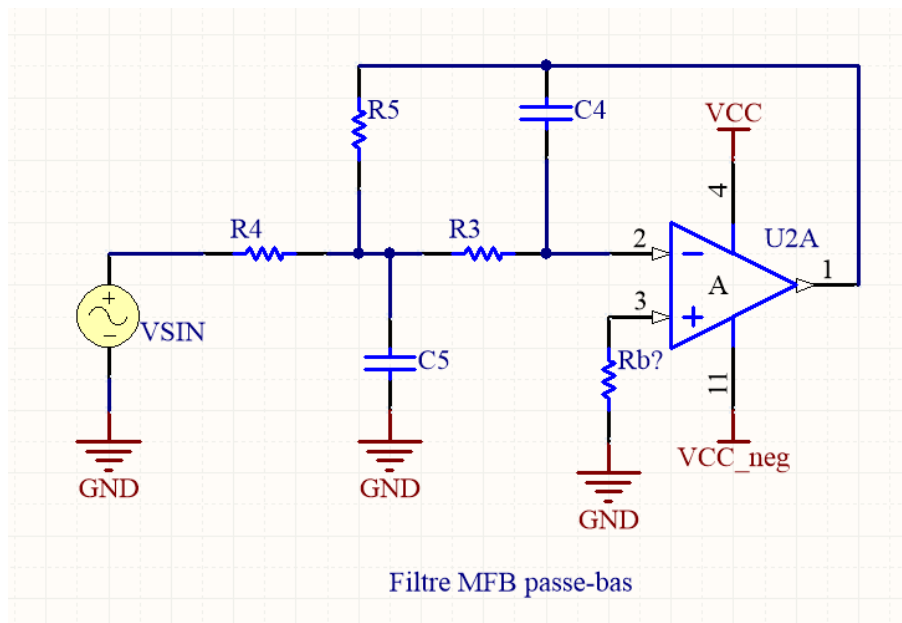 R5
C4
VCC
4
R4
R3
2
U2A
1
A
3
VSIN
C5
Rb?
11
VCC_neg
GND
GND
GND
Filtre MFB passe-bas